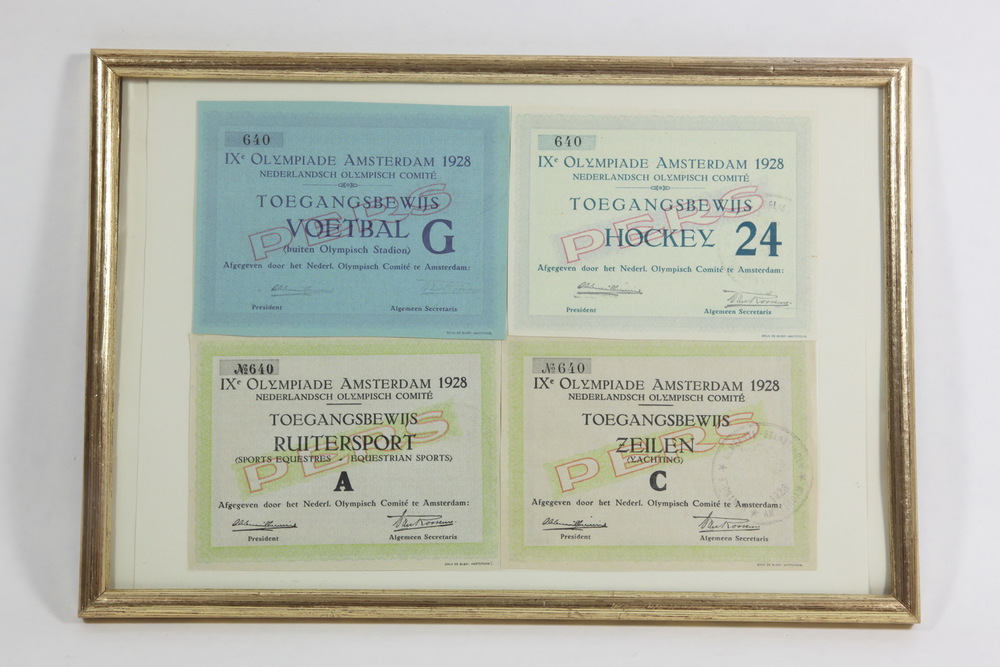 640
IXe OLYMPIADE AMSTERDAM 1928
NEDERLANDSCH OLYMPISCH COMITÉ
TOEGANGSBEWIJS
PERS
VOETBAL G
(buiten Olympisch Stadion)
Afgegeven door het Nederl. Olympisch Comité te Amsterdam:
President Algemeen Secretaris
640
IXe OLYMPIADE AMSTERDAM 1928
NEDERLANDSCH OLYMPISCH COMITÉ
TOEGANGSBEWIJS
PERS
HOCKEY 24
Afgegeven door het Nederl. Olympisch Comité te Amsterdam:
President Algemeen Secretaris
№640
IXe OLYMPIADE AMSTERDAM 1928
NEDERLANDSCH OLYMPISCH COMITÉ
TOEGANGSBEWIJS
PERS
RUITERSPORT
(SPORTS EQUESTRES - EQUESTRIAN SPORTS)
A
Afgegeven door het Nederl. Olympisch Comité te Amsterdam:
President Algemeen Secretaris
№640
IXe OLYMPIADE AMSTERDAM 1928
NEDERLANDSCH OLYMPISCH COMITÉ
TOEGANGSBEWIJS
PERS
ZEILEN
(YACHTING)
C
Afgegeven door het Nederl. Olympisch Comité te Amsterdam:
President Algemeen Secretaris